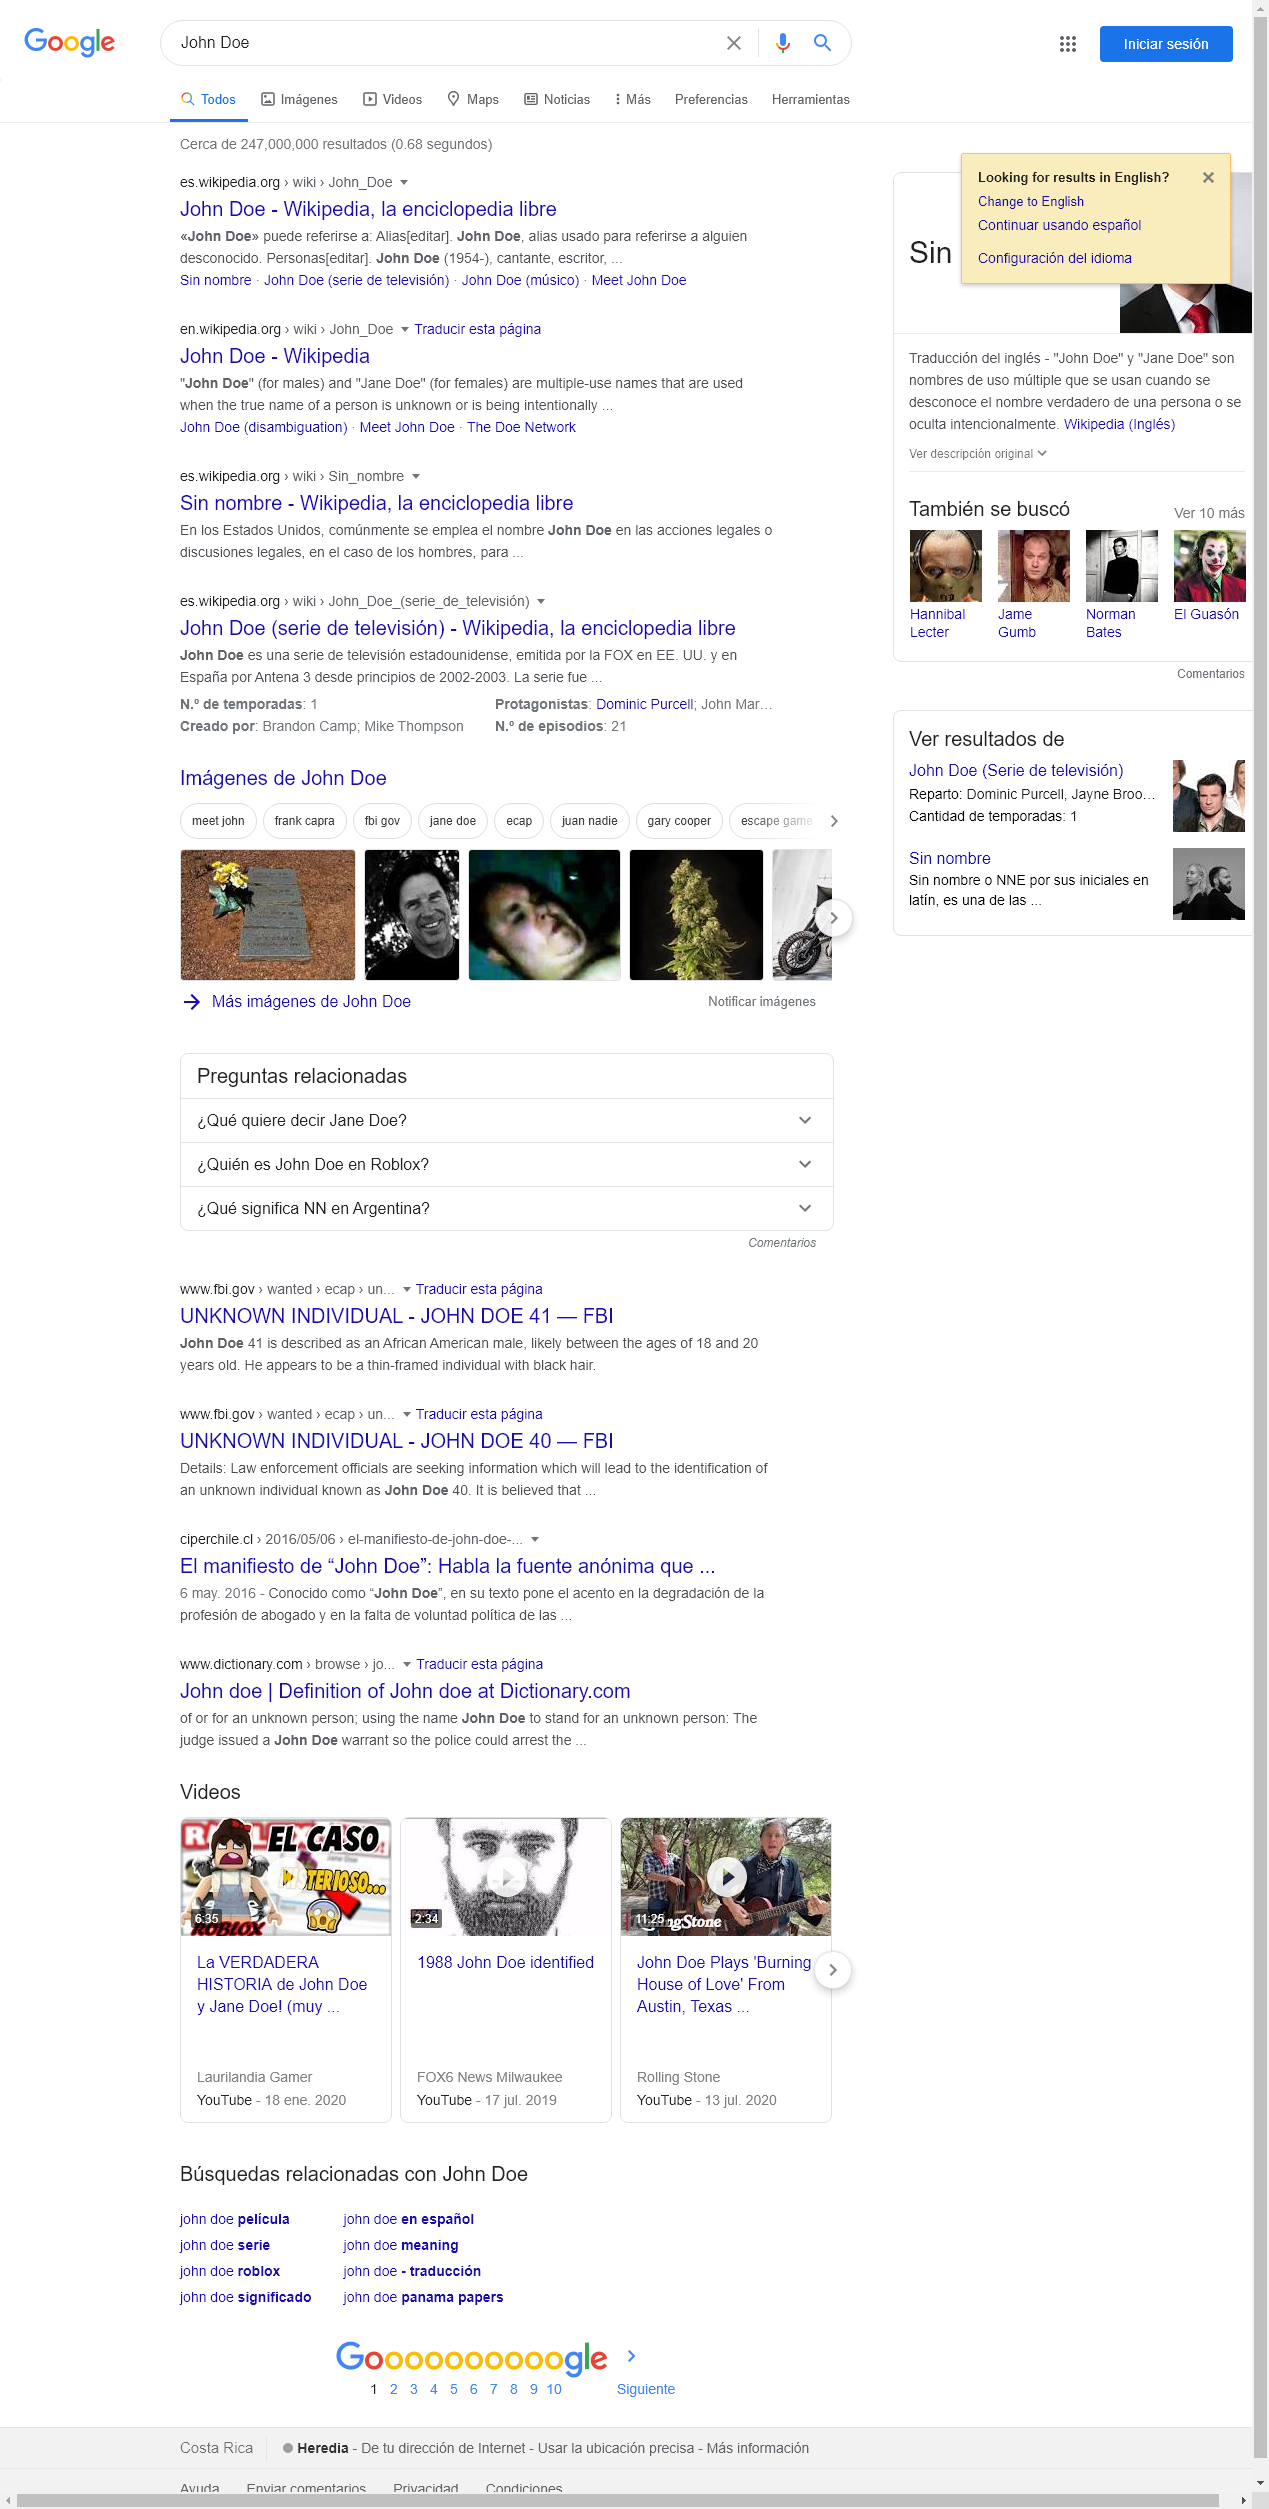 Google
John Doe
Iniciar sesión
Todos Imágenes Videos Maps Noticias Más Preferencias Herramientas
Cerca de 247,000,000 resultados (0.68 segundos)
es.wikipedia.org › wiki › John_Doe
John Doe - Wikipedia, la enciclopedia libre
«John Doe» puede referirse a: Alias[editar]. John Doe, alias usado para referirse a alguien
desconocido. Personas[editar]. John Doe (1954-), cantante, escritor, ...
Sin nombre · John Doe (serie de televisión) · John Doe (músico) · Meet John Doe
en.wikipedia.org › wiki › John_Doe Traducir esta página
John Doe - Wikipedia
"John Doe" (for males) and "Jane Doe" (for females) are multiple-use names that are used
when the true name of a person is unknown or is being intentionally ...
John Doe (disambiguation) · Meet John Doe · The Doe Network
es.wikipedia.org › wiki › Sin_nombre
Sin nombre - Wikipedia, la enciclopedia libre
En los Estados Unidos, comúnmente se emplea el nombre John Doe en las acciones legales o
discusiones legales, en el caso de los hombres, para ...
es.wikipedia.org › wiki › John_Doe_(serie_de_televisión)
John Doe (serie de televisión) - Wikipedia, la enciclopedia libre
John Doe es una serie de televisión estadounidense, emitida por la FOX en EE. UU. y en
España por Antena 3 desde principios de 2002-2003. La serie fue ...
N.º de temporadas: 1 Protagonistas: Dominic Purcell; John Mar…
Creado por: Brandon Camp; Mike Thompson N.º de episodios: 21
Imágenes de John Doe
meet john frank capra fbi gov jane doe ecap juan nadie gary cooper escape game
Más imágenes de John Doe Notificar imágenes
Preguntas relacionadas
¿Qué quiere decir Jane Doe?
¿Quién es John Doe en Roblox?
¿Qué significa NN en Argentina?
Comentarios
www.fbi.gov › wanted › ecap › un... Traducir esta página
UNKNOWN INDIVIDUAL - JOHN DOE 41 — FBI
John Doe 41 is described as an African American male, likely between the ages of 18 and 20
years old. He appears to be a thin-framed individual with black hair.
www.fbi.gov › wanted › ecap › un... Traducir esta página
UNKNOWN INDIVIDUAL - JOHN DOE 40 — FBI
Details: Law enforcement officials are seeking information which will lead to the identification of
an unknown individual known as John Doe 40. It is believed that ...
ciperchile.cl › 2016/05/06 › el-manifiesto-de-john-doe-...
El manifiesto de “John Doe”: Habla la fuente anónima que ...
6 may. 2016 - Conocido como “John Doe”, en su texto pone el acento en la degradación de la
profesión de abogado y en la falta de voluntad política de las ...
www.dictionary.com › browse › jo... Traducir esta página
John doe | Definition of John doe at Dictionary.com
of or for an unknown person; using the name John Doe to stand for an unknown person: The
judge issued a John Doe warrant so the police could arrest the ...
Videos
EL CASO
ROBLOX
6:35
La VERDADERA
HISTORIA de John Doe
y Jane Doe! (muy ...
Laurilandia Gamer
YouTube - 18 ene. 2020
2:34
1988 John Doe identified
FOX6 News Milwaukee
YouTube - 17 jul. 2019
11:25
John Doe Plays 'Burning
House of Love' From
Austin, Texas ...
Rolling Stone
YouTube - 13 jul. 2020
Búsquedas relacionadas con John Doe
john doe película john doe en español
john doe serie john doe meaning
john doe roblox john doe - traducción
john doe significado john doe panama papers
Goooooooooogle
1 2 3 4 5 6 7 8 9 10 Siguiente
Looking for results in English?
Change to English
Continuar usando español
Configuración del idioma
Sin
Traducción del inglés - "John Doe" y "Jane Doe" son
nombres de uso múltiple que se usan cuando se
desconoce el nombre verdadero de una persona o se
oculta intencionalmente. Wikipedia (Inglés)
Ver descripción original
También se buscó Ver 10 más
Hannibal
Lecter
Jame
Gumb
Norman
Bates
El Guasón
Comentarios
Ver resultados de
John Doe (Serie de televisión)
Reparto: Dominic Purcell, Jayne Broo…
Cantidad de temporadas: 1
Sin nombre
Sin nombre o NNE por sus iniciales en
latín, es una de las ...
Costa Rica Heredia - De tu dirección de Internet - Usar la ubicación precisa - Más información
Ayuda Enviar comentarios Privacidad Condiciones